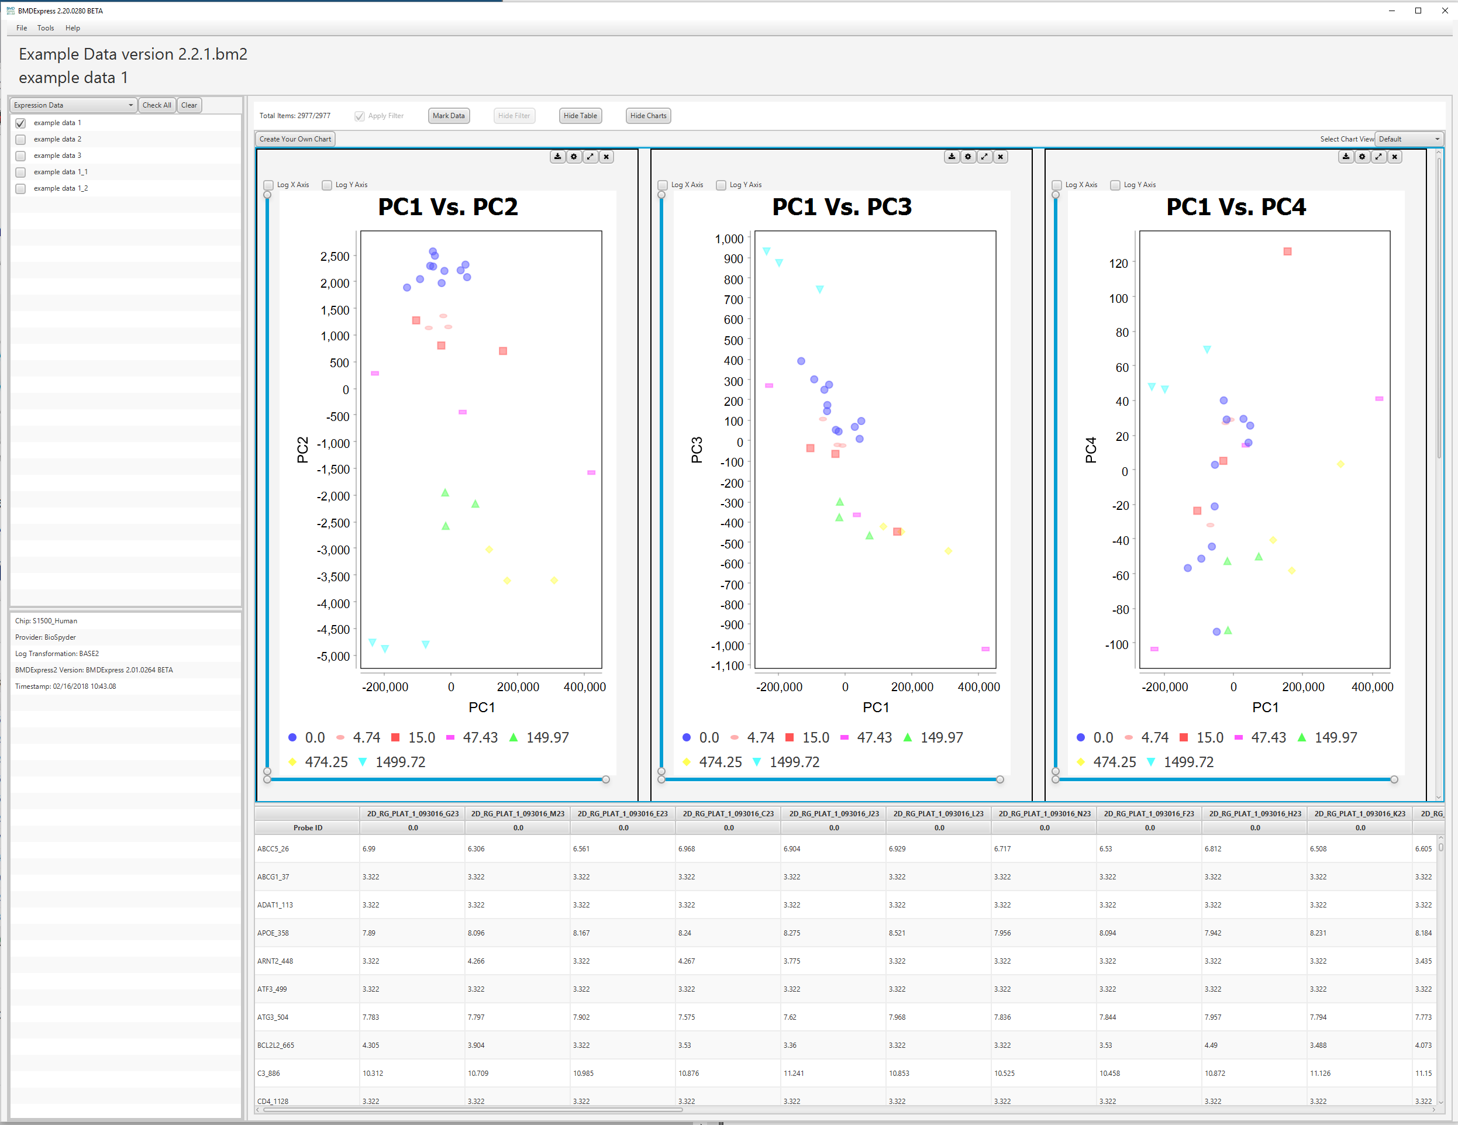 BMDExpress 2.20.0280 BETA
File Tools Help
Example Data version 2.2.1.bm2
example data 1
Expression Data Check All Clear
example data 1
example data 2
example data 3
example data 1_1
example data 1_2
Chip: S1500_Human
Provider: BioSpyder
Log Transformation: BASE2
BMDExpress2 Version: BMDExpress 2.01.0264 BETA
Timestamp: 02/16/2018 10:43.08
Total Items: 2977/2977 Apply Filter Mark Data Hide Filter Hide Table Hide Charts
Create Your Own Chart Select Chart View Default
Log X Axis Log Y Axis
PC1 Vs. PC2
2,500
2,000
1,500
1,000
500
0
-500
-1,000
-1,500
-2,000
-2,500
-3,000
-3,500
-4,000
-4,500
-5,000
PC2
-200,000 0 200,000 400,000
PC1
0.0 4.74 15.0 47.43 149.97
474.25 1499.72
Log X Axis Log Y Axis
PC1 Vs. PC3
1,000
900
800
700
600
500
400
300
200
100
0
-100
-200
-300
-400
-500
-600
-700
-800
-900
-1,000
-1,100
PC3
-200,000 0 200,000 400,000
PC1
0.0 4.74 15.0 47.43 149.97
474.25 1499.72
Log X Axis Log Y Axis
PC1 Vs. PC4
120
100
80
60
40
20
0
-20
-40
-60
-80
-100
PC4
-200,000 0 200,000 400,000
PC1
0.0 4.74 15.0 47.43 149.97
474.25 1499.72
2D_RG_PLAT_1_093016_G23 2D_RG_PLAT_1_093016_M23 2D_RG_PLAT_1_093016_E23 2D_RG_PLAT_1_093016_C23 2D_RG_PLAT_1_093016_J23 2D_RG_PLAT_1_093016_L23 2D_RG_PLAT_1_093016_N23 2D_RG_PLAT_1_093016_F23 2D_RG_PLAT_1_093016_H23 2D_RG_PLAT_1_093016_K23 2D_RG_
Probe ID 0.0 0.0 0.0 0.0 0.0 0.0 0.0 0.0 0.0 0.0
ABCC5_26 6.99 6.306 6.561 6.968 6.904 6.929 6.717 6.53 6.812 6.508 6.605
ABCG1_37 3.322 3.322 3.322 3.322 3.322 3.322 3.322 3.322 3.322 3.322 3.322
ADAT1_113 3.322 3.322 3.322 3.322 3.322 3.322 3.322 3.322 3.322 3.322 3.322
APOE_358 7.89 8.096 8.167 8.24 8.275 8.521 7.956 8.094 7.942 8.231 8.184
ARNT2_448 3.322 4.266 3.322 4.267 3.775 3.322 3.322 3.322 3.322 3.322 3.435
ATF3_499 3.322 3.322 3.322 3.322 3.322 3.322 3.322 3.322 3.322 3.322 3.322
ATG3_504 7.783 7.797 7.902 7.575 7.62 7.968 7.836 7.844 7.957 7.794 7.773
BCL2L2_665 4.305 3.904 3.322 3.53 3.36 3.322 3.322 3.53 4.49 3.488 4.073
C3_886 10.312 10.709 10.985 10.876 11.241 10.853 10.525 10.458 10.872 11.126 11.15
CD4_1128 3.322 3.322 3.322 3.322 3.322 3.322 3.322 3.322 3.322 3.322 3.322